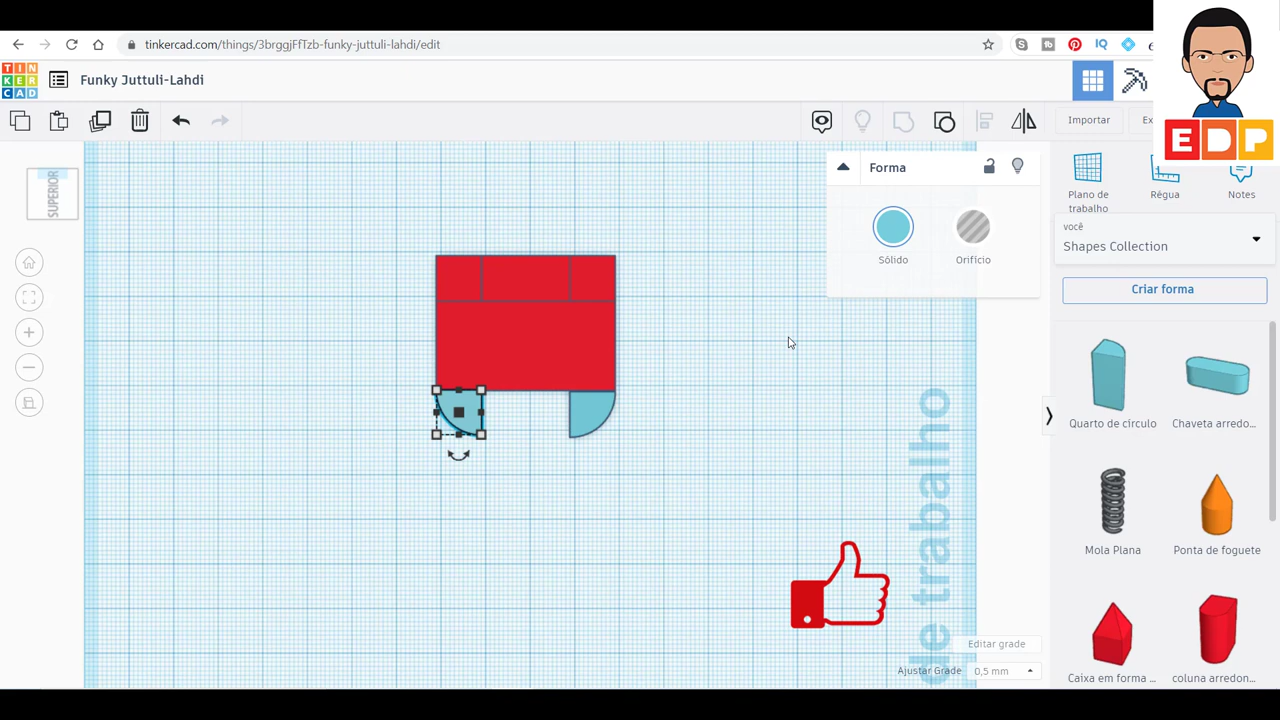 tinkercad.com/things/3brggjFfTzb-funky-juttuli-lahdi/edit
TIN
KER
CAD
Funky Juttuli-Lahdi
EDP
Importar
Ex
SUPERIOR
Forma
Sólido
Orifício
Plano de
trabalho
Régua
Notes
você
Shapes Collection
Criar forma
Quarto de círculo
aveta arredo...
Mola Plana
Ponta de foguete
Caixa em forma ...
coluna arredon...
de trabalho
Editar grade
Ajustar Grade
0,5 mm